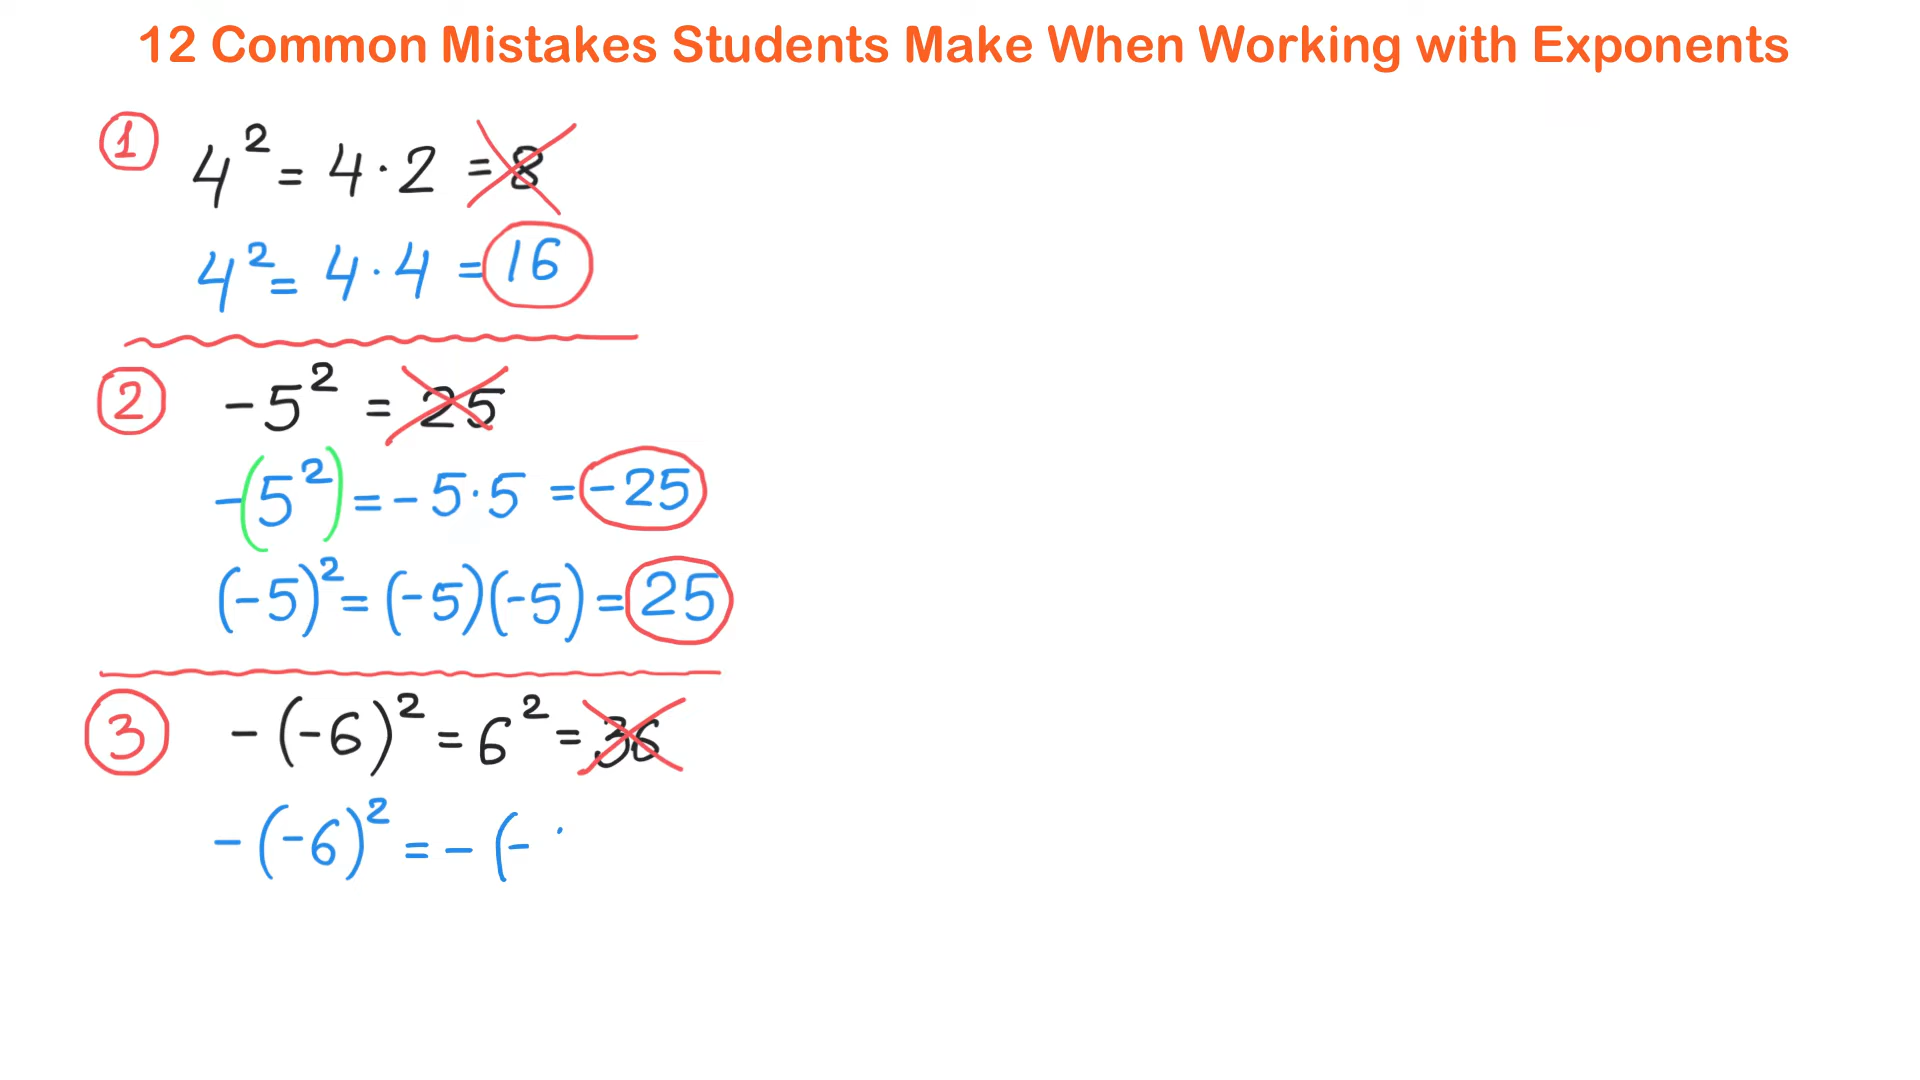 12 Common Mistakes Students Make When Working with Exponents
1 4² = 4 · 2 = 8
4² = 4 · 4 = 16
2 -5² = 25
-(5²) = -5·5 = -25
(-5)² = (-5)(-5) = 25
3 -(-6)² = 6² = 36
-(-6)² = -(-